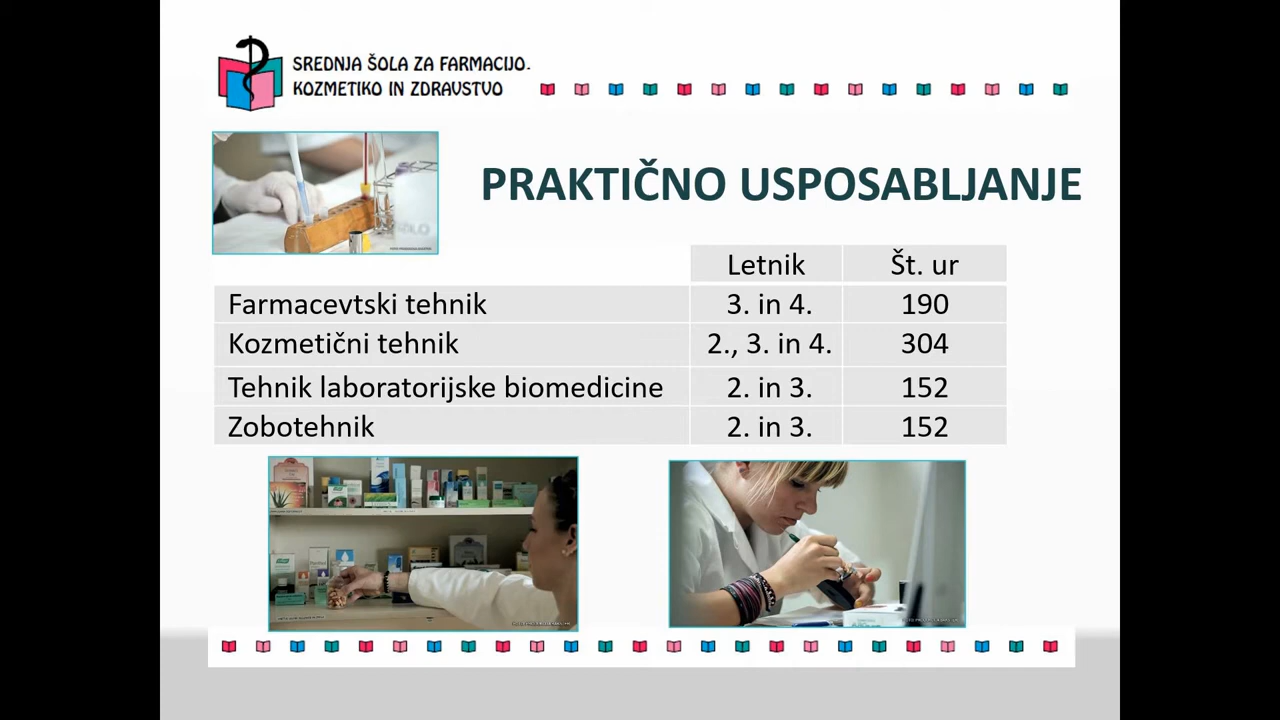 SREDNJA ŠOLA ZA FARMACIJO,
KOZMETIKO IN ZDRAVSTVO
PRAKTIČNO USPOSABLJANJE
Letnik Št. ur
Farmacevtski tehnik 3. in 4. 190
Kozmetični tehnik 2., 3. in 4. 304
Tehnik laboratorijske biomedicine 2. in 3. 152
Zobotehnik 2. in 3. 152